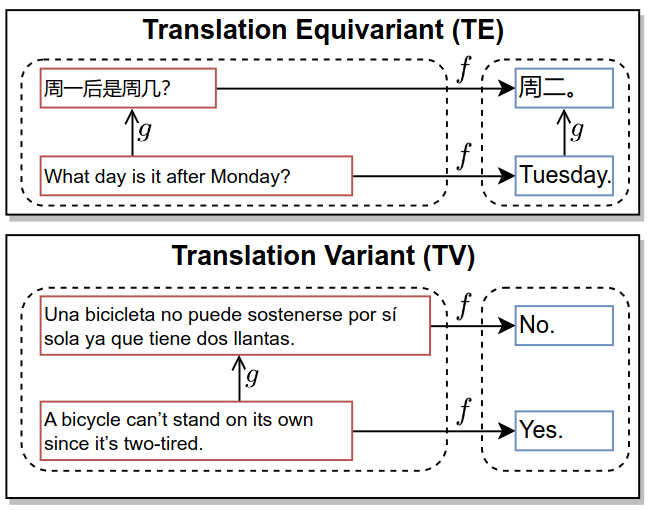 Translation Equivariant (TE)
周一后是周几?
f
周二。
g
g
What day is it after Monday?
f
Tuesday.
Translation Variant (TV)
Una bicicleta no puede sostenerse por sí
sola ya que tiene dos llantas.
f
No.
g
A bicycle can't stand on its own
since it's two-tired.
f
Yes.